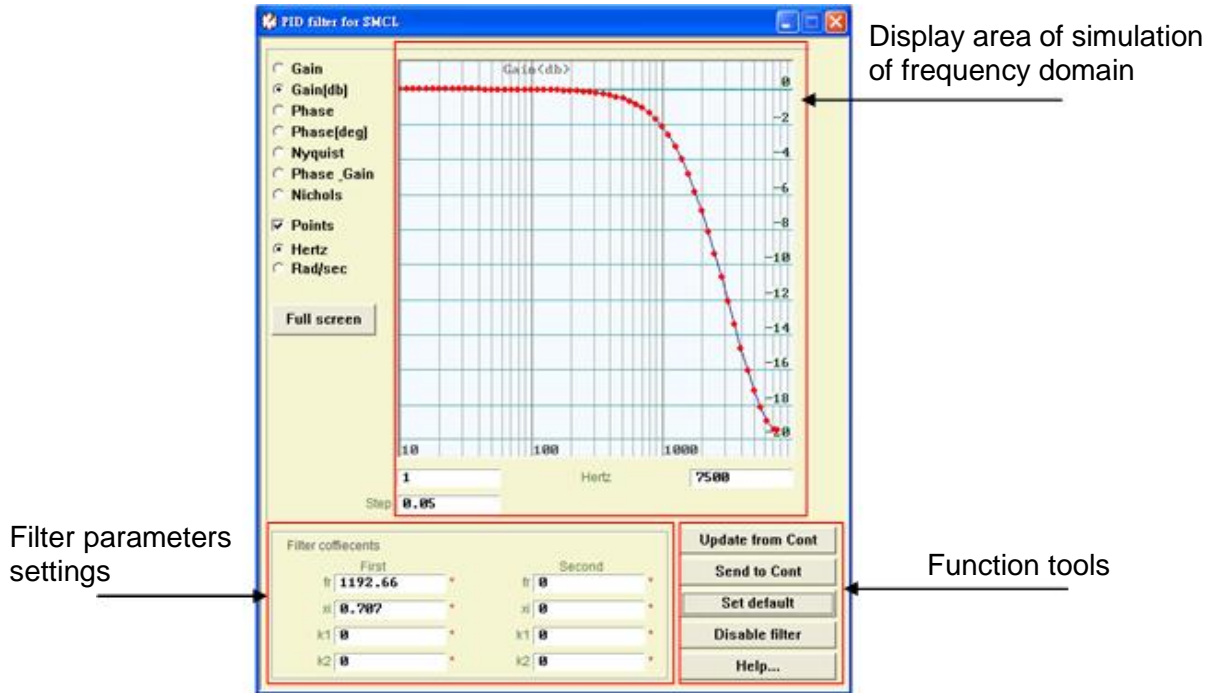 PID filter for SMCL
Display area of simulation
of frequency domain
Gain
Gain(db)
Phase
Phase(deg)
Nyquist
Phase_Gain
Nichols
Points
Hertz
Rad/sec
Full screen
Gain<db>
0
-2
-4
-6
-8
-10
-12
-14
-16
-18
-20
10 100 1000
1 Hertz 7500
Step 0.05
Filter parameters
settings
Filter coffiecents
First Second
fr 1192.66 * fr 0 *
xi 0.707 * xi 0 *
k1 0 * k1 0 *
k2 0 * k2 0 *
Update from Cont
Send to Cont
Set default
Disable filter
Help...
Function tools